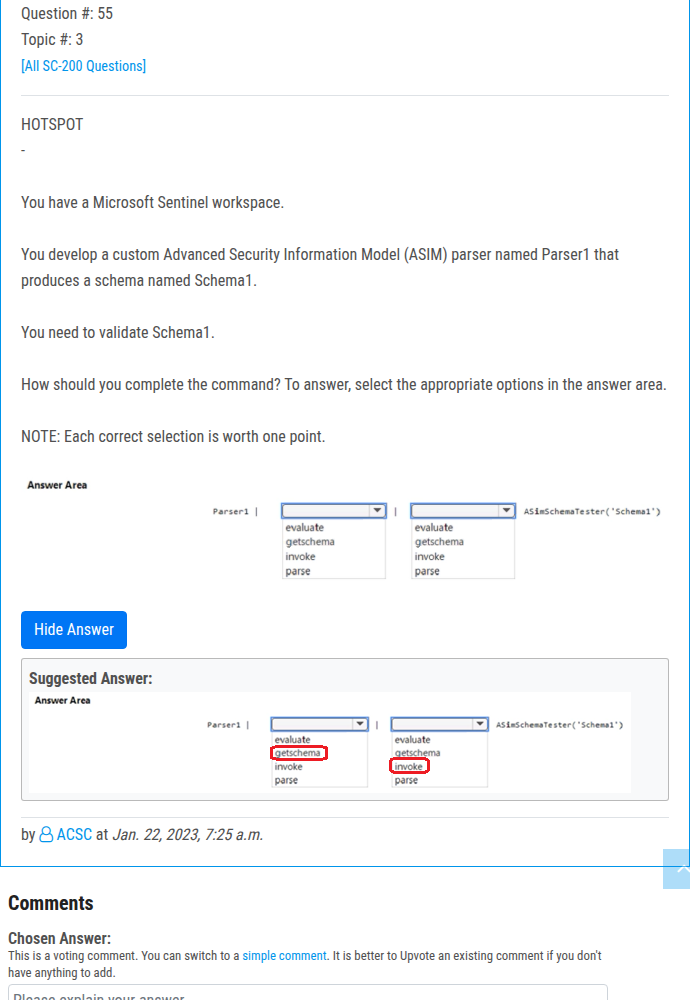 Question #: 55
Topic #: 3
[All SC-200 Questions]
HOTSPOT
-
You have a Microsoft Sentinel workspace.
You develop a custom Advanced Security Information Model (ASIM) parser named Parser1 that
produces a schema named Schema1.
You need to validate Schema1.
How should you complete the command? To answer, select the appropriate options in the answer area.
NOTE: Each correct selection is worth one point.
Answer Area
Parser1 | | ASimSchemaTester('Schema1')
evaluate evaluate
getschema getschema
invoke invoke
parse parse
Hide Answer
Suggested Answer:
Answer Area
Parser1 | | ASimSchemaTester('Schema1')
evaluate evaluate
getschema getschema
invoke invoke
parse parse
by ACSC at Jan. 22, 2023, 7:25 a.m.
Comments
Chosen Answer:
This is a voting comment. You can switch to a simple comment. It is better to Upvote an existing comment if you don't
have anything to add.
Please explain your answer